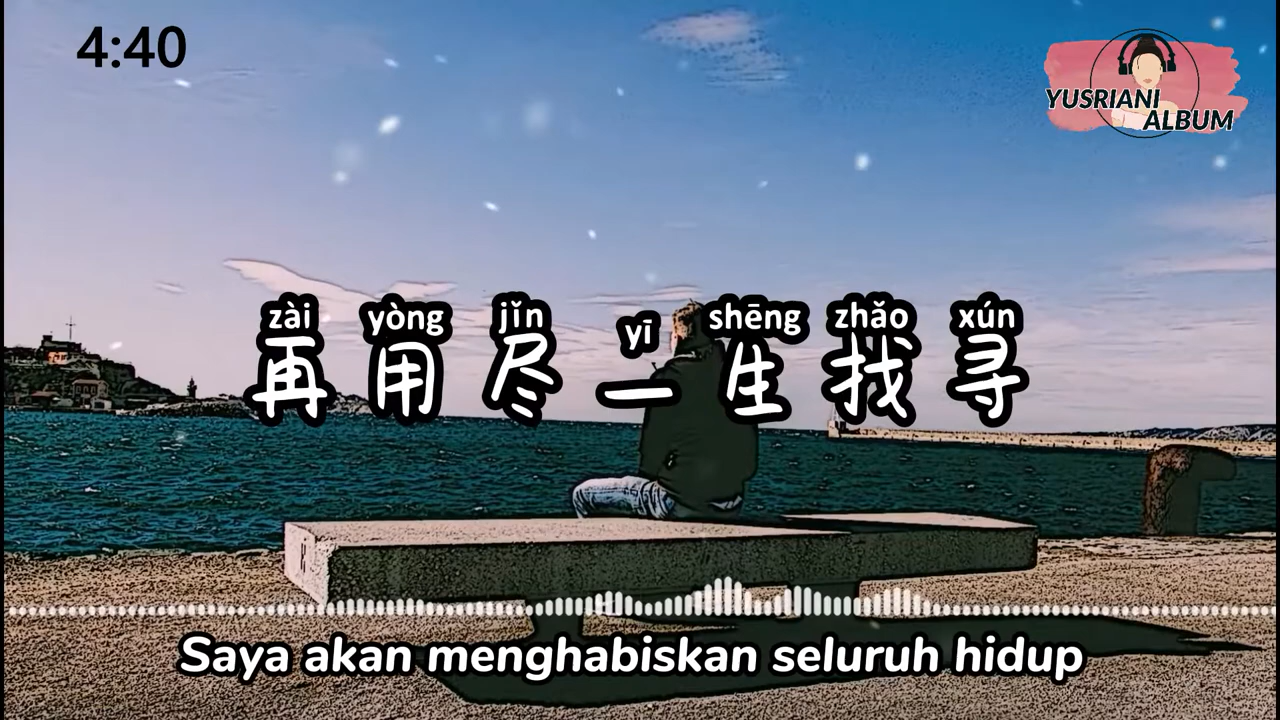 4:40
YUSRIANI
ALBUM
zài yòng jǐn yī shēng zhǎo xún
再用尽一生找寻
Saya akan menghabiskan seluruh hidup